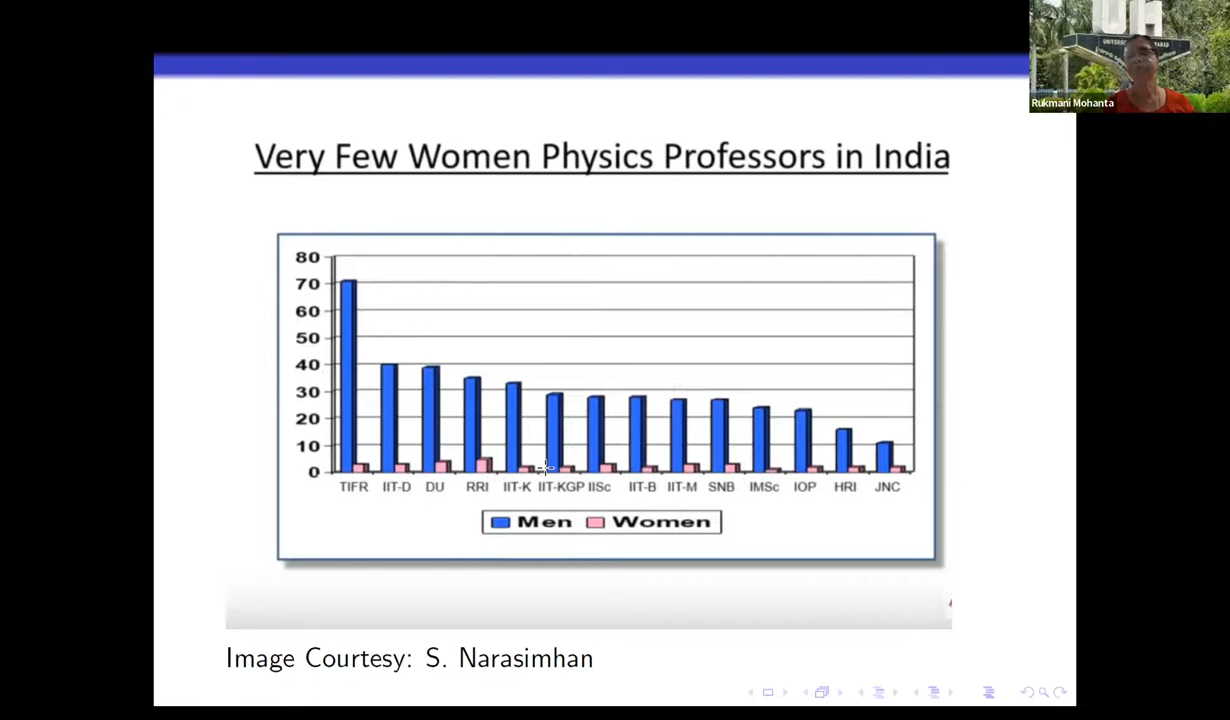 Rukmani Mohanta
Very Few Women Physics Professors in India
80
70
60
50
40
30
20
10
0
TIFR IIT-D DU RRI IIT-K IIT-KGP IISc IIT-B IIT-M SNB IMSc IOP HRI JNC
Men Women
Image Courtesy: S. Narasimhan